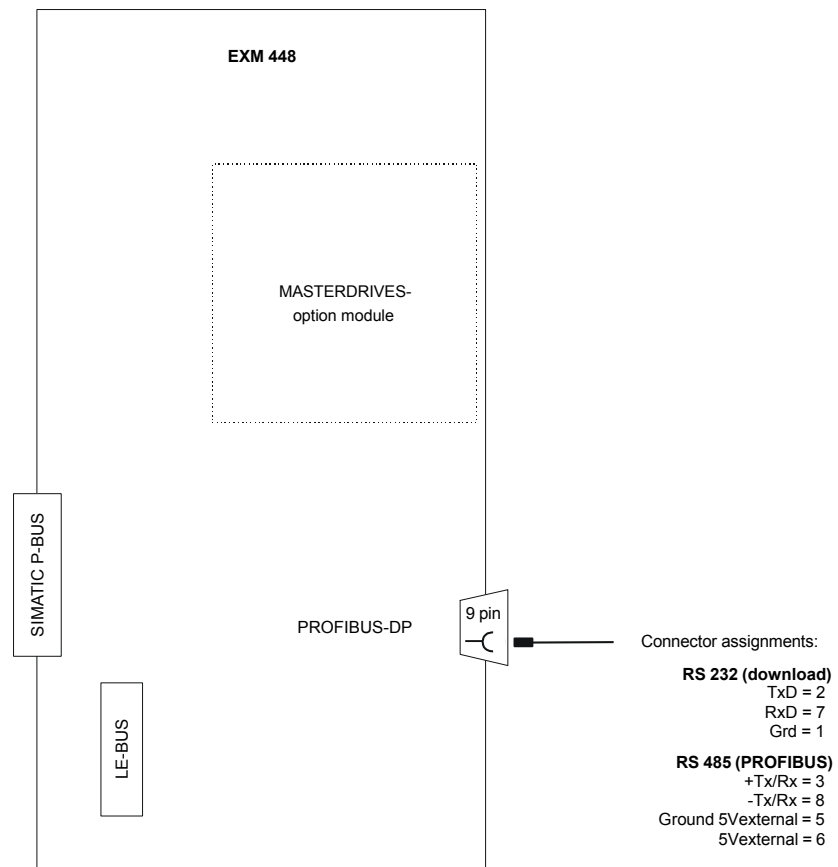 EXM 448
MASTERDRIVES-
option module
SIMATIC P-BUS
PROFIBUS-DP
9 pin
Connector assignments:
RS 232 (download)
TxD = 2
RxD = 7
Grd = 1
LE-BUS
RS 485 (PROFIBUS)
+Tx/Rx = 3
-Tx/Rx = 8
Ground 5Vexternal = 5
5Vexternal = 6